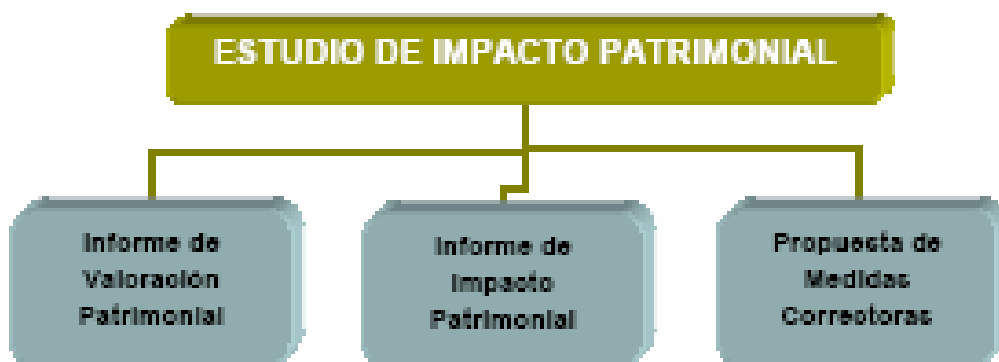 ESTUDIO DE IMPACTO PATRIMONIAL
Informe de
Valoración
Patrimonial
Informe de
Impacto
Patrimonial
Propuesta de
Medidas
Correctoras